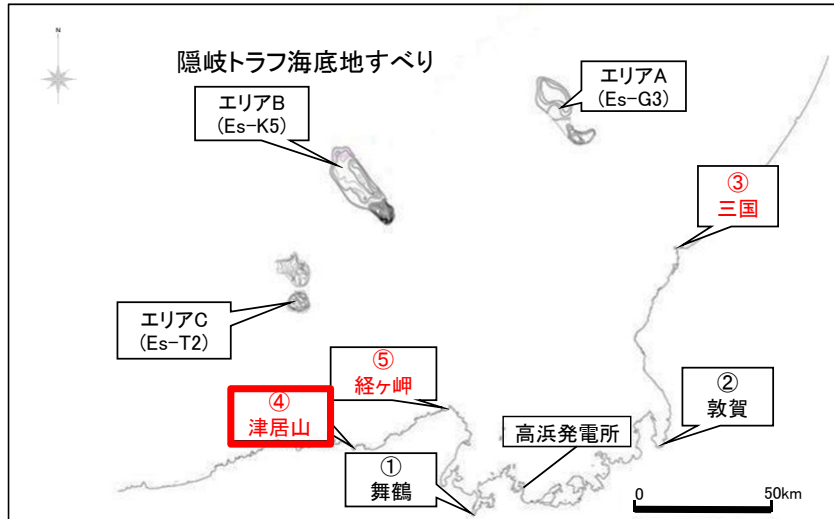 N
隠岐トラフ海底地すべり
エリアA
(Es-G3)
エリアB
(Es-K5)
③
三国
エリアC
(Es-T2)
⑤
経ヶ岬
④
津居山
②
敦賀
高浜発電所
①
舞鶴
0 50km